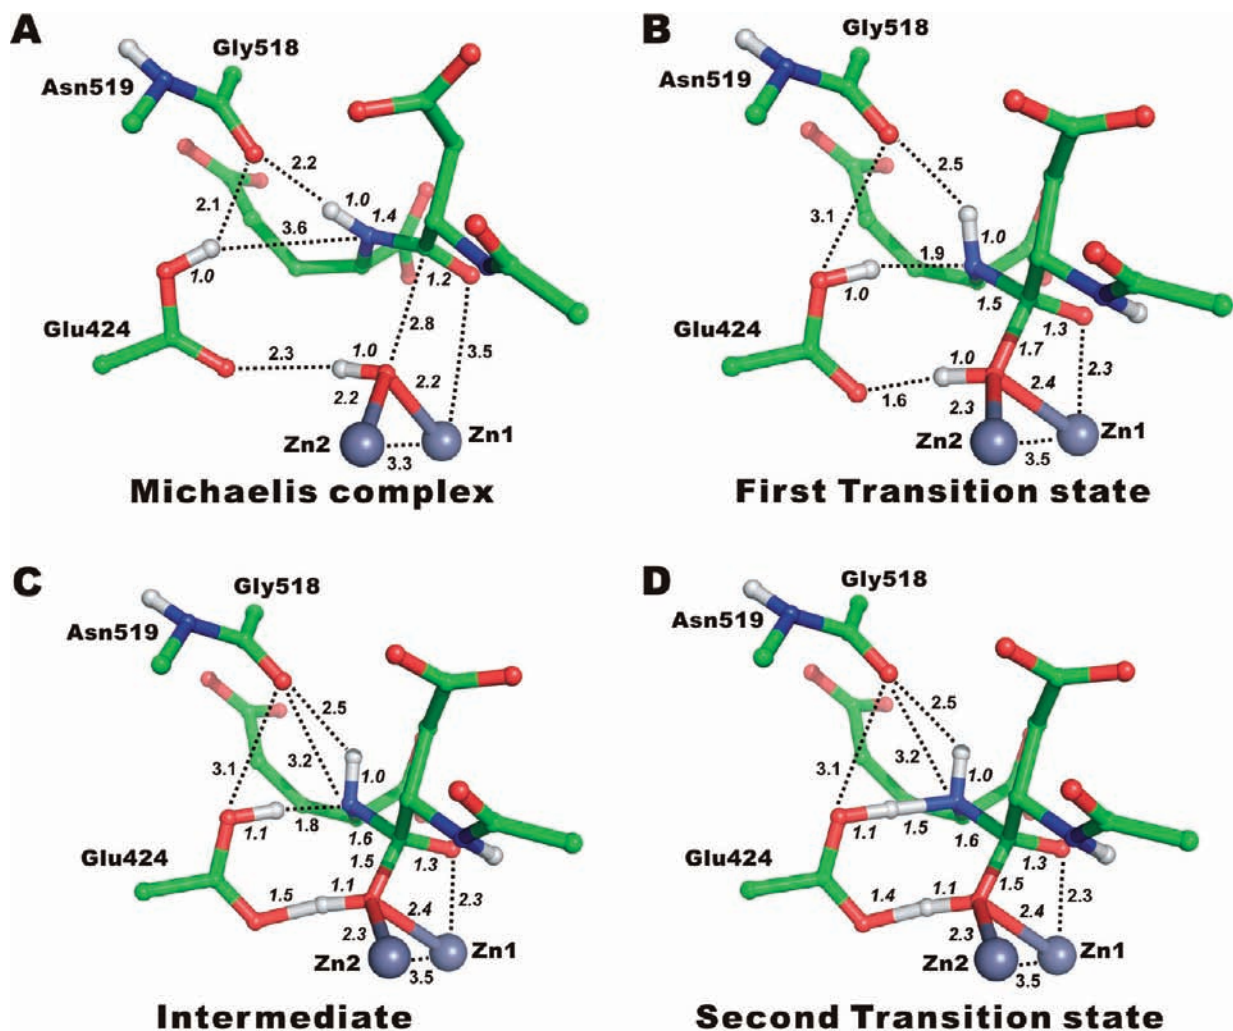 A
Gly518
Asn519
2.2
1.0
2.1
1.4
3.6
1.0
1.2
Glu424
2.8
2.3
1.0
3.5
2.2
2.2
Zn2
Zn1
3.3
Michaelis complex
B
Gly518
Asn519
2.5
3.1
1.0
1.9
1.0
1.5
Glu424
1.3
1.7
1.0
2.3
1.6
2.4
2.3
Zn2
Zn1
3.5
First Transition state
C
Gly518
Asn519
2.5
3.1
3.2
1.0
1.1
1.8
1.6
Glu424
1.5
1.3
1.5
1.1
2.3
2.4
2.3
Zn2
Zn1
3.5
Intermediate
D
Gly518
Asn519
2.5
3.1
3.2
1.0
1.1
1.5
1.6
Glu424
1.3
1.5
1.4
1.1
2.3
2.4
2.3
Zn2
Zn1
3.5
Second Transition state